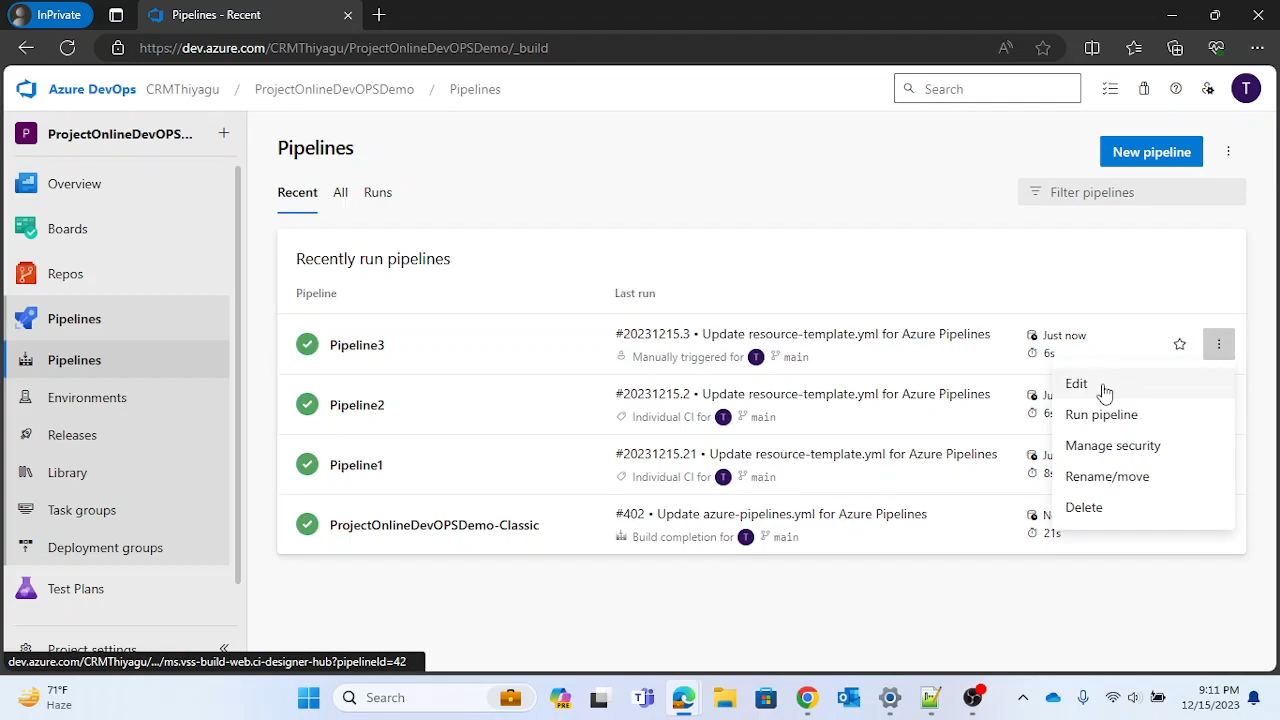 InPrivate
Pipelines - Recent
https://dev.azure.com/CRMThiyagu/ProjectOnlineDevOPSDemo/_build
Azure DevOps CRMThiyagu / ProjectOnlineDevOPSDemo / Pipelines
Search
T
P ProjectOnlineDevOPS...
Overview
Boards
Repos
Pipelines
Pipelines
Environments
Releases
Library
Task groups
Deployment groups
Test Plans
Project settings
Pipelines
New pipeline
Recent All Runs
Filter pipelines
Recently run pipelines
Pipeline Last run
Pipeline3 #20231215.3 • Update resource-template.yml for Azure Pipelines Just now
Manually triggered for T main 6s
Pipeline2 #20231215.2 • Update resource-template.yml for Azure Pipelines
Individual CI for T main
Pipeline1 #20231215.21 • Update resource-template.yml for Azure Pipelines
Individual CI for T main 8s
ProjectOnlineDevOPSDemo-Classic #402 • Update azure-pipelines.yml for Azure Pipelines
Build completion for T main 21s
Edit
Run pipeline
Manage security
Rename/move
Delete
dev.azure.com/CRMThiyagu/.../ms.vss-build-web.ci-designer-hub?pipelineId=42
71°F
Haze
Search
PRE
9:11 PM
12/15/2023